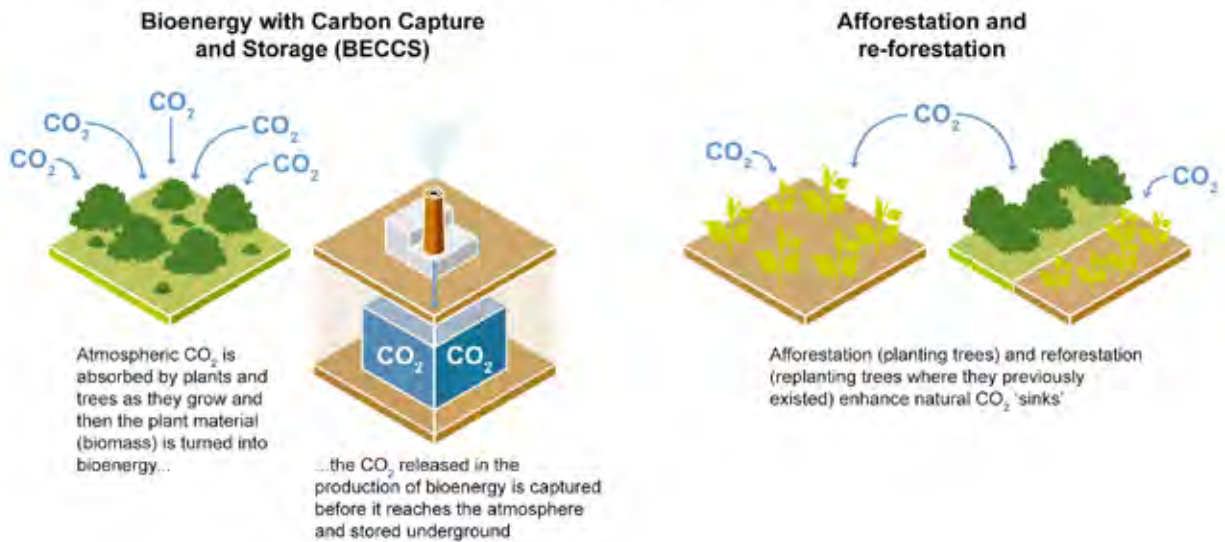 Bioenergy with Carbon Capture
and Storage (BECCS)
CO₂
CO₂
CO₂
CO₂
CO₂
CO₂
CO₂
Atmospheric CO₂ is
absorbed by plants and
trees as they grow and
then the plant material
(biomass) is turned into
bioenergy...
...the CO₂ released in the
production of bioenergy is captured
before it reaches the atmosphere
and stored underground
Afforestation and
re-forestation
CO₂
CO₂
CO₂
Afforestation (planting trees) and reforestation
(replanting trees where they previously
existed) enhance natural CO₂ ‘sinks’